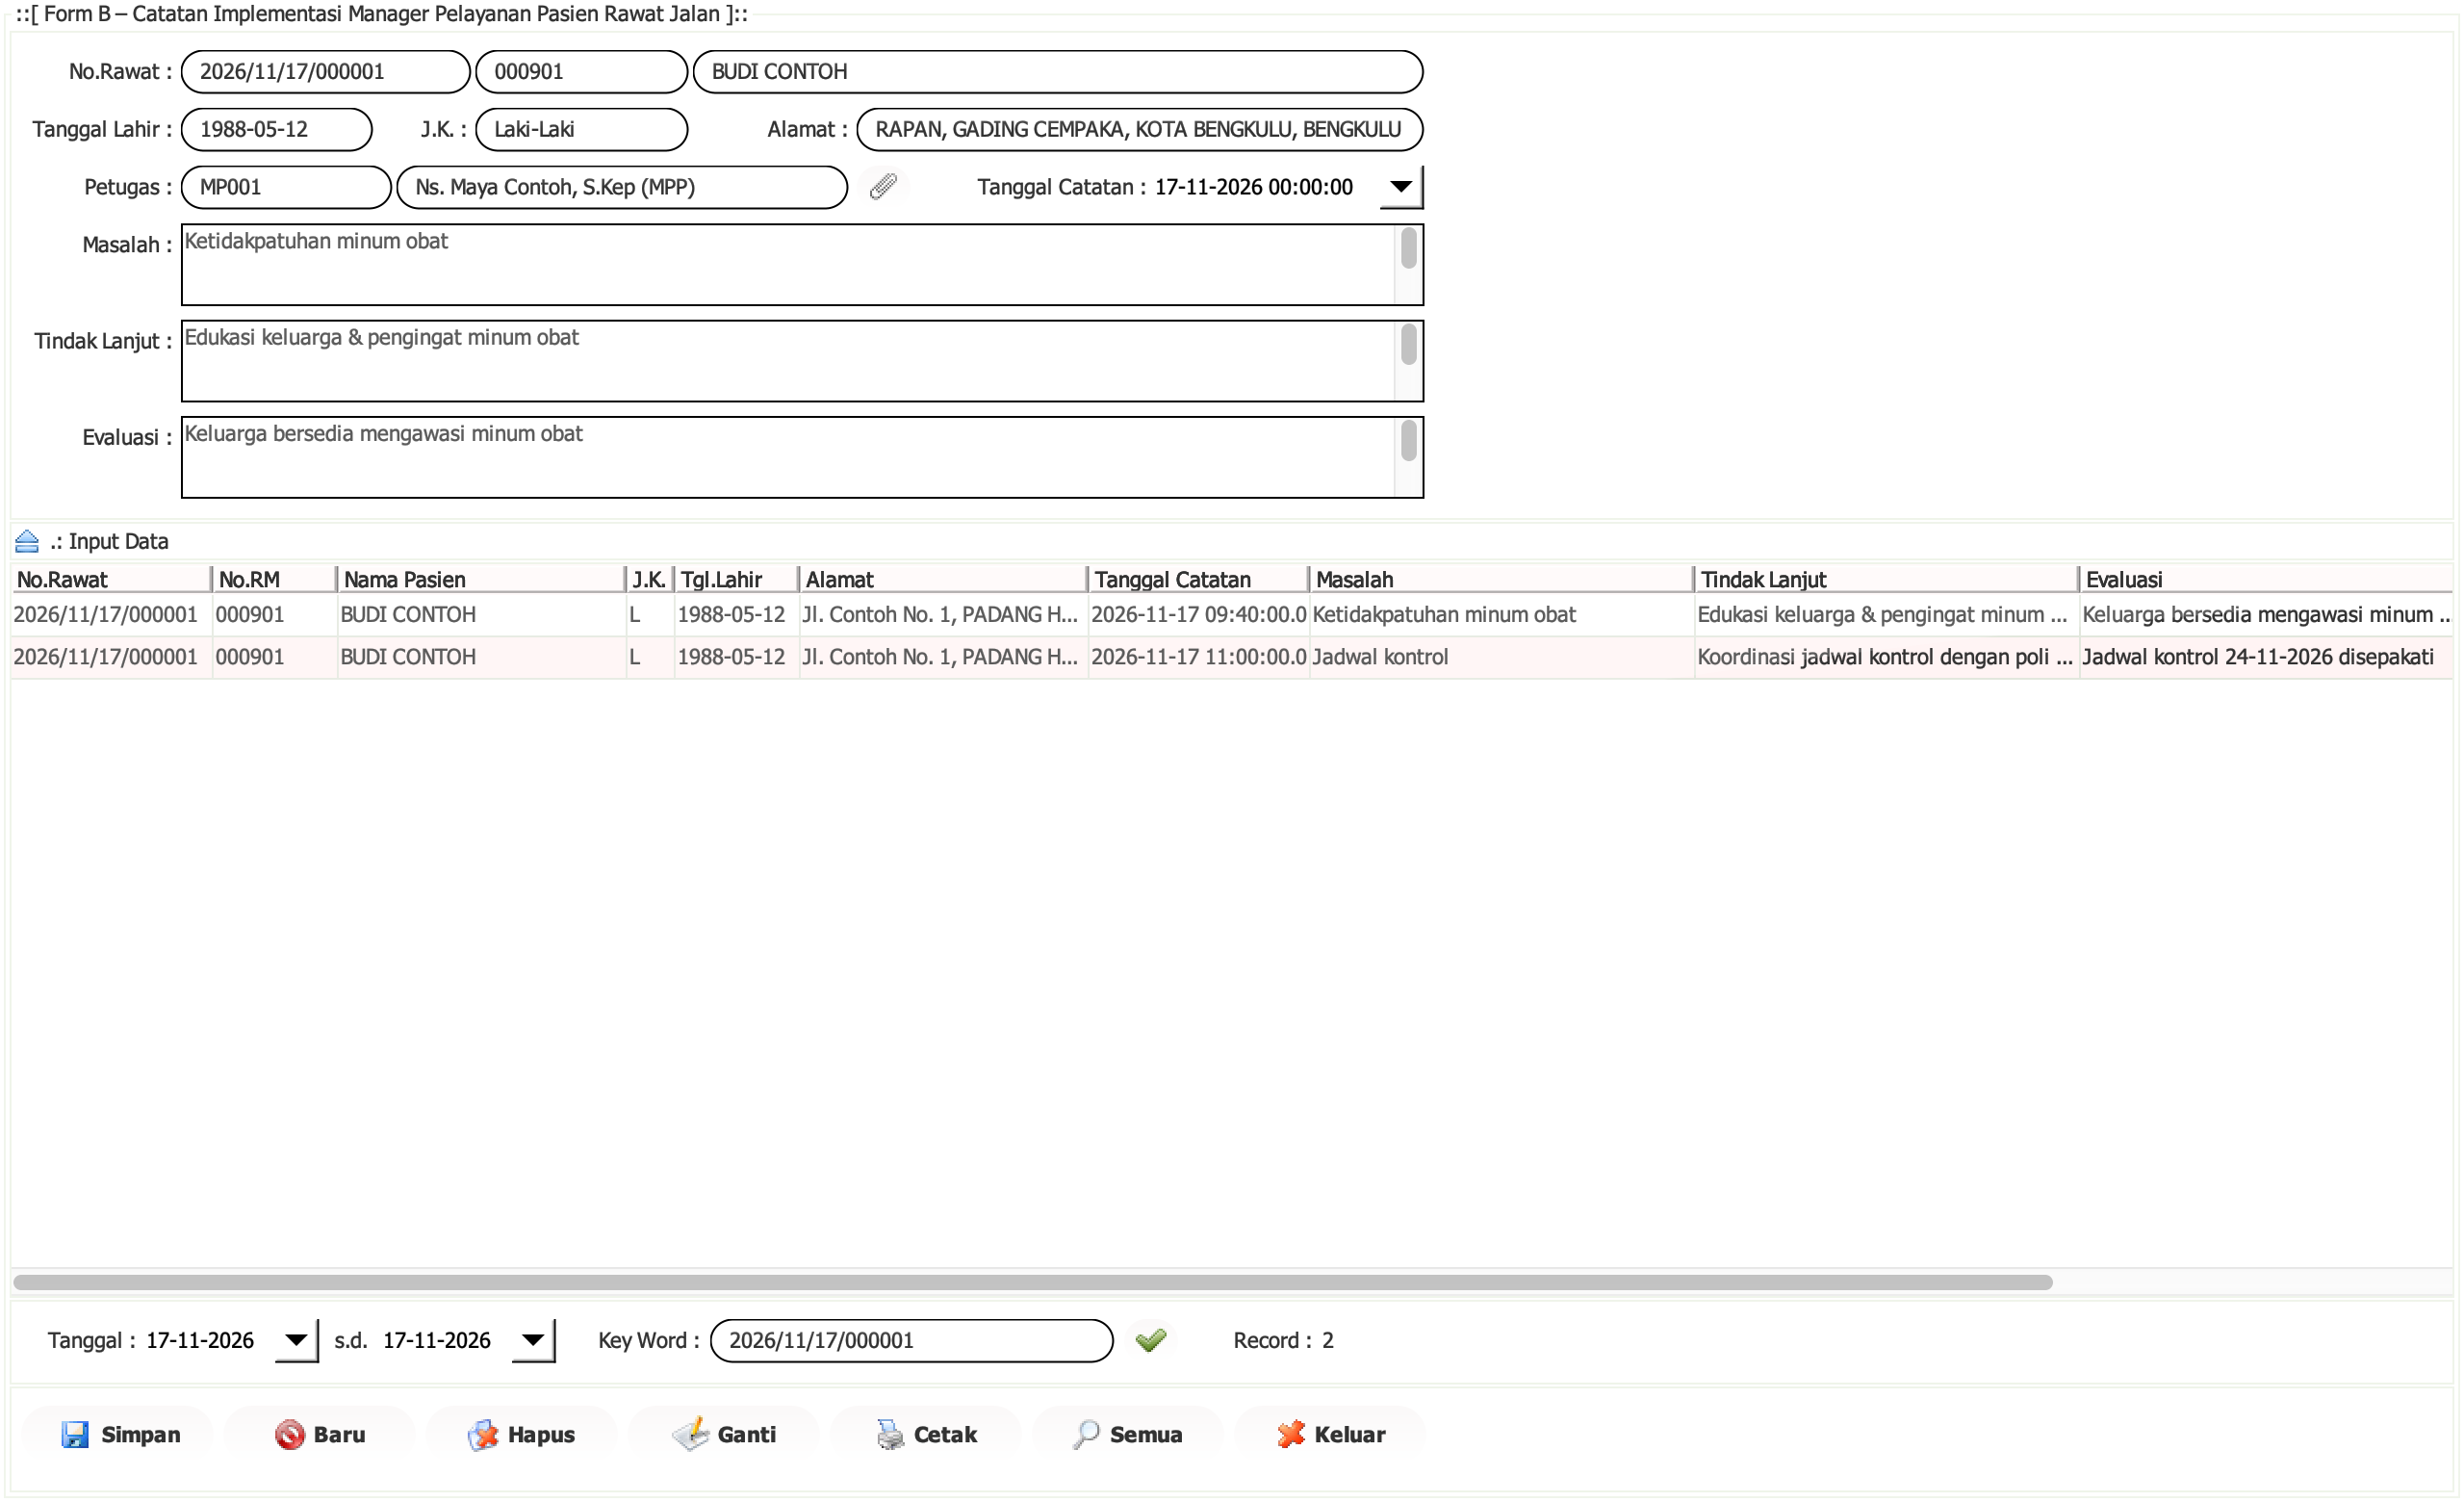 ::[ Form B – Catatan Implementasi Manager Pelayanan Pasien Rawat Jalan ]::
No.Rawat : 2026/11/17/000001 000901 BUDI CONTOH
Tanggal Lahir : 1988-05-12 J.K. : Laki-Laki Alamat : RAPAN, GADING CEMPAKA, KOTA BENGKULU, BENGKULU
Petugas : MP001 Ns. Maya Contoh, S.Kep (MPP) Tanggal Catatan : 17-11-2026 00:00:00
Masalah : Ketidakpatuhan minum obat
Tindak Lanjut : Edukasi keluarga & pengingat minum obat
Evaluasi : Keluarga bersedia mengawasi minum obat
.: Input Data
No.Rawat No.RM Nama Pasien J.K. Tgl.Lahir Alamat Tanggal Catatan Masalah Tindak Lanjut Evaluasi
2026/11/17/000001 000901 BUDI CONTOH L 1988-05-12 Jl. Contoh No. 1, PADANG H... 2026-11-17 09:40:00.0 Ketidakpatuhan minum obat Edukasi keluarga & pengingat minum ... Keluarga bersedia mengawasi minum ...
2026/11/17/000001 000901 BUDI CONTOH L 1988-05-12 Jl. Contoh No. 1, PADANG H... 2026-11-17 11:00:00.0 Jadwal kontrol Koordinasi jadwal kontrol dengan poli ... Jadwal kontrol 24-11-2026 disepakati
Tanggal : 17-11-2026 s.d. 17-11-2026 Key Word : 2026/11/17/000001 Record : 2
Simpan Baru Hapus Ganti Cetak Semua Keluar